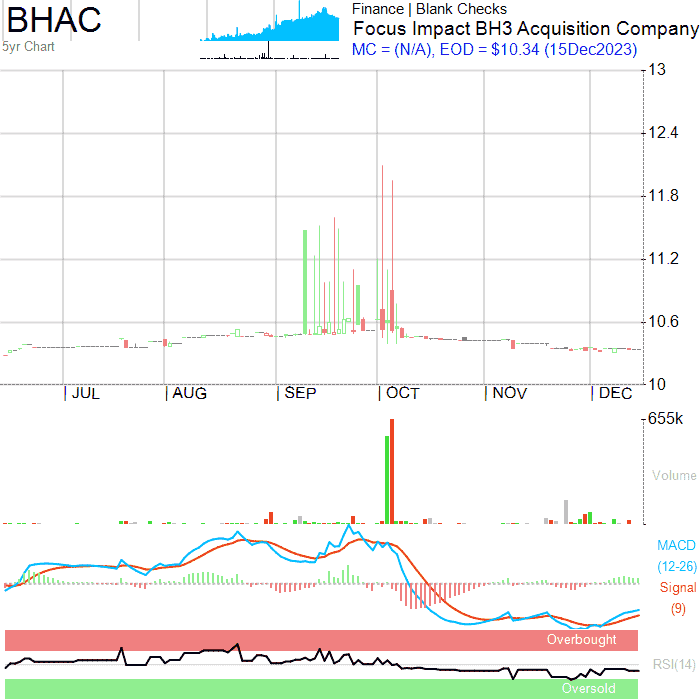 BHAC
5yr Chart
Finance | Blank Checks
Focus Impact BH3 Acquisition Company
MC = (N/A), EOD = $10.34 (15Dec2023)
13
12.4
11.8
11.2
10.6
10
| JUL | AUG | SEP | OCT | NOV | DEC
655k
Volume
MACD
(12-26)
Signal
(9)
Overbought
RSI(14)
Oversold